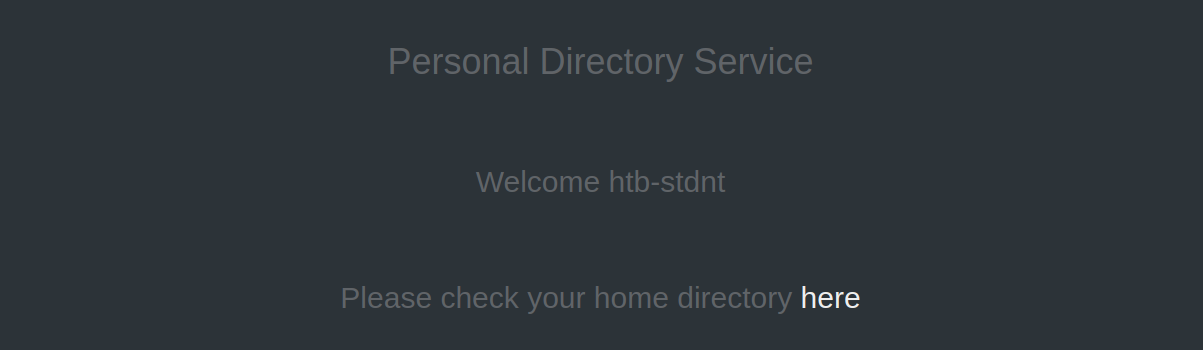 Personal Directory Service
Welcome htb-stdnt
Please check your home directory here